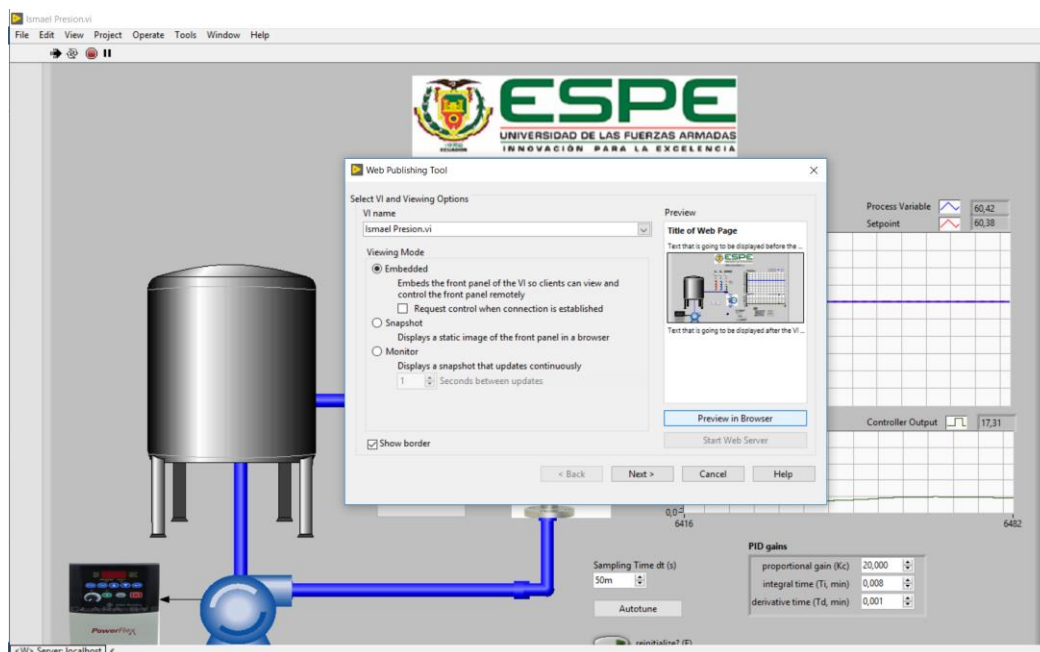 Ismael Presion.vi
File Edit View Project Operate Tools Window Help
ESPE
UNIVERSIDAD DE LAS FUERZAS ARMADAS
INNOVACIÓN PARA LA EXCELENCIA
ECUADOR
Web Publishing Tool
Select VI and Viewing Options
VI name
Ismael Presion.vi
Viewing Mode
Embedded
Embeds the front panel of the VI so clients can view and
control the front panel remotely
Request control when connection is established
Snapshot
Displays a static image of the front panel in a browser
Monitor
Displays a snapshot that updates continuously
1 Seconds between updates
Show border
Preview
Title of Web Page
Text that is going to be displayed before the ...
ESPE
Text that is going to be displayed after the VI ...
Preview in Browser
Start Web Server
< Back Next > Cancel Help
Process Variable 60,42
Setpoint 60,38
Controller Output 17,31
0,0
6416 6482
Sampling Time dt (s)
50m
Autotune
reinitialize? (F)
PID gains
proportional gain (Kc) 20,000
integral time (Ti, min) 0,008
derivative time (Td, min) 0,001
PowerFlex
<W> Server: localhost <